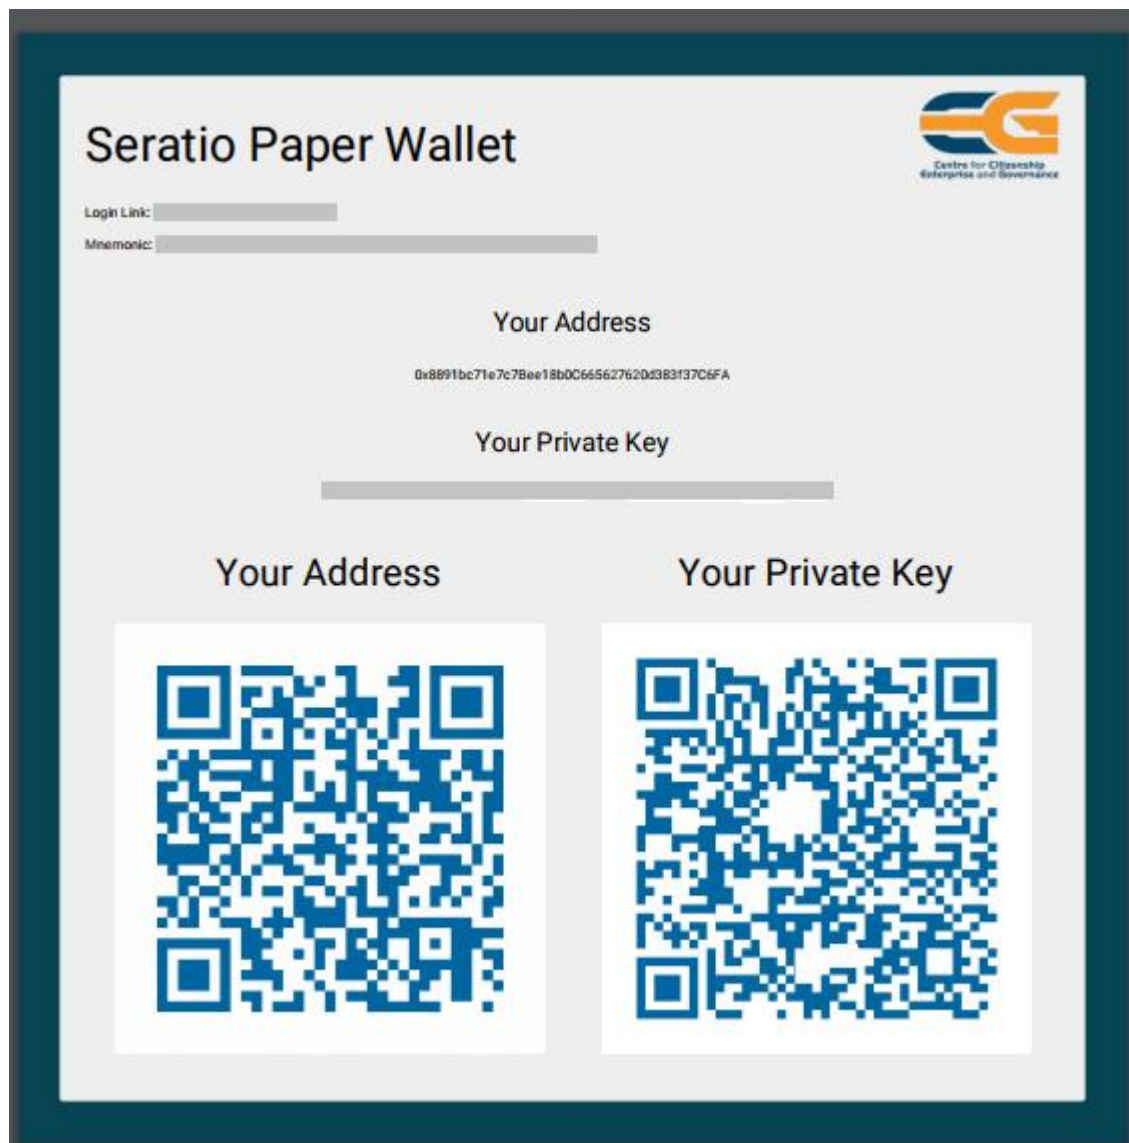 Seratio Paper Wallet
Centre for Citizenship
Enterprise and Governance
Login Link:
Mnemonic:
Your Address
0x8891bc71e7c7Bee18b0C665627620d383f37C6FA
Your Private Key
Your Address
Your Private Key